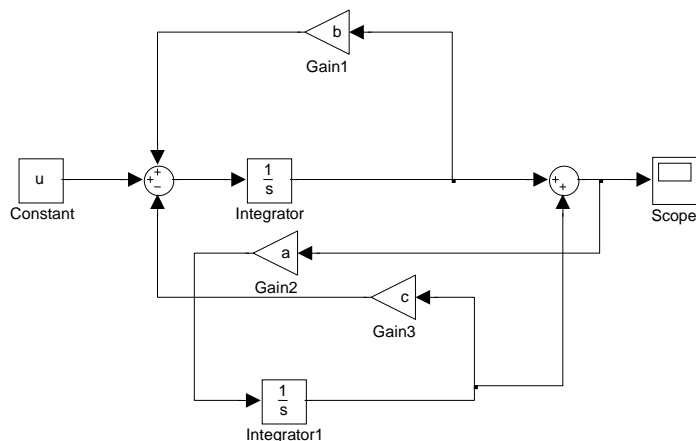 b
Gain1
+
u
+
−
1
s
+
+
Constant
Integrator
Scope
a
Gain2
c
Gain3
1
s
Integrator1